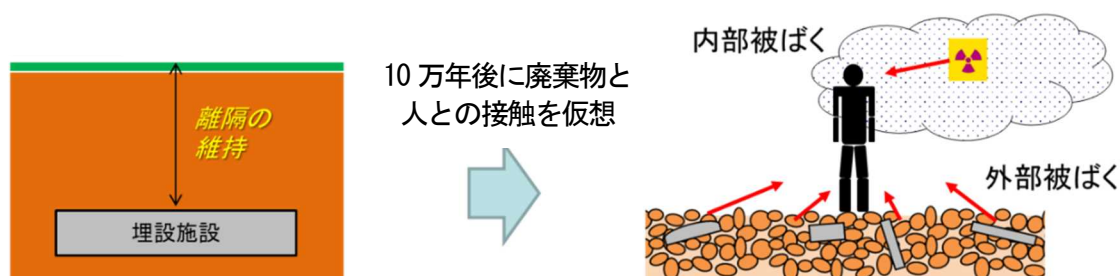 離隔の
維持
埋設施設
10 万年後に廃棄物と
人との接触を仮想
内部被ばく
外部被ばく